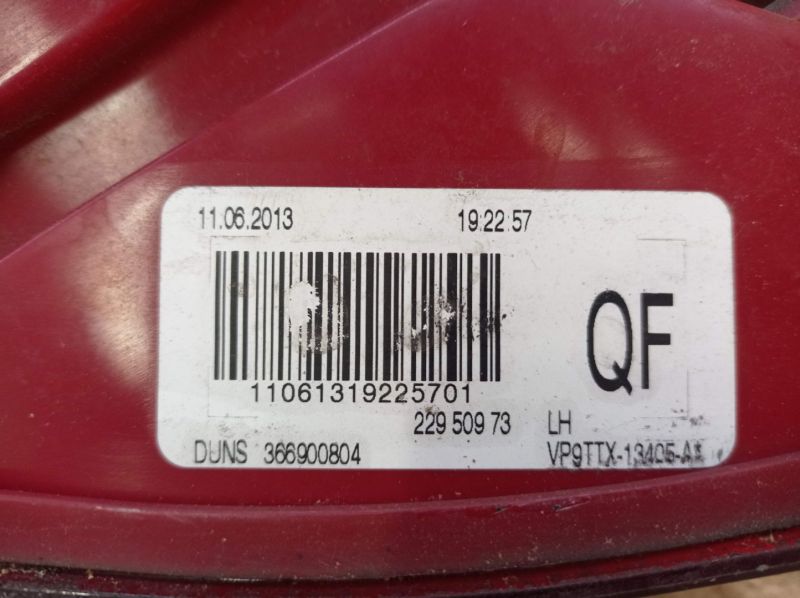 11.06.2013 19:22:57
QF
11061319225701
229 509 73 LH
DUNS 366900804